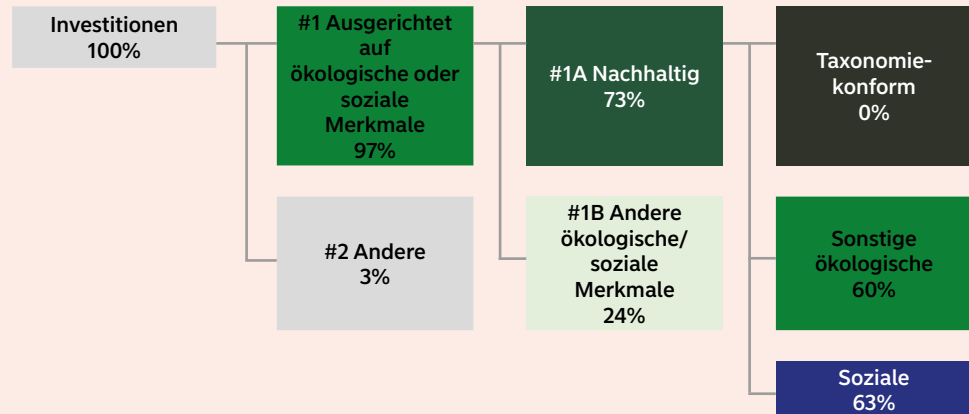 Investitionen
100%
#1 Ausgerichtet
auf
ökologische oder
soziale
Merkmale
97%
#2 Andere
3%
#1A Nachhaltig
73%
#1B Andere
ökologische/
soziale
Merkmale
24%
Taxonomie-
konform
0%
Sonstige
ökologische
60%
Soziale
63%